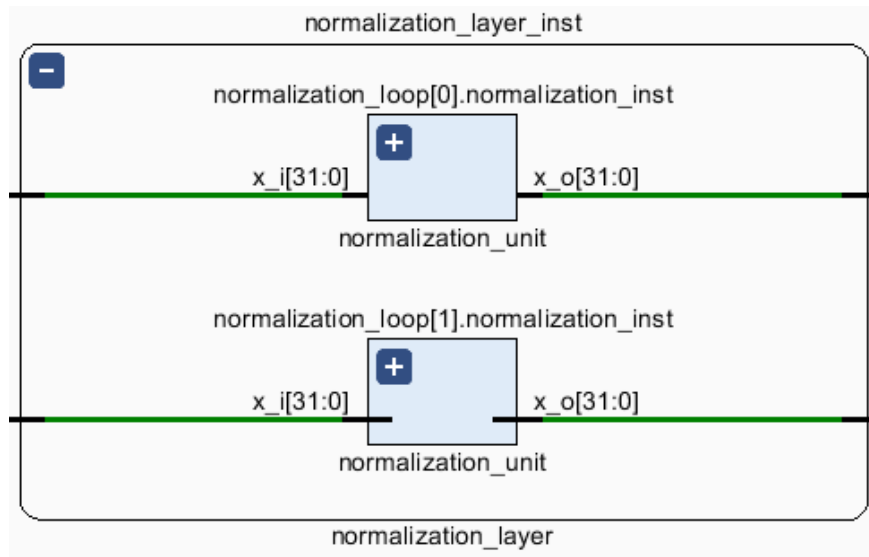 normalization_layer_inst
normalization_loop[0].normalization_inst
x_i[31:0] x_o[31:0]
normalization_unit
normalization_loop[1].normalization_inst
x_i[31:0] x_o[31:0]
normalization_unit
normalization_layer